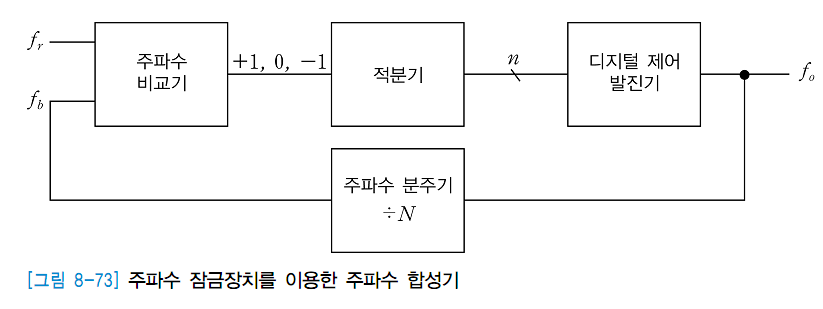 f_r
주파수
비교기
f_b
+1, 0, −1
적분기
n
디지털 제어
발진기
f_o
주파수 분주기
÷N
[그림 8-73] 주파수 잠금장치를 이용한 주파수 합성기